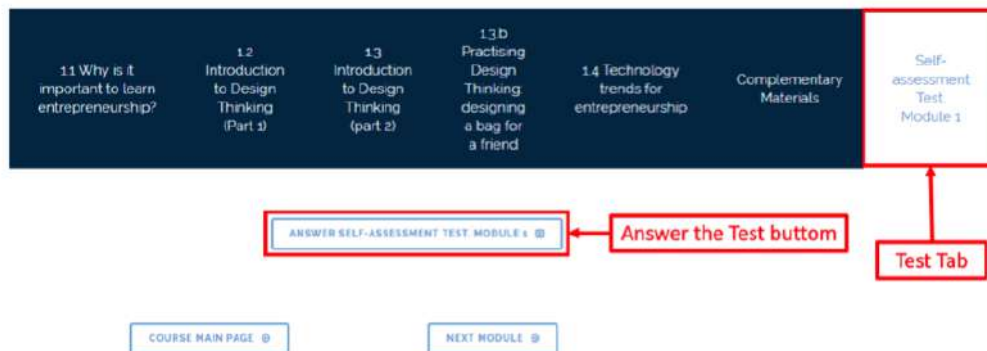 1.1 Why is it
important to learn
entrepreneurship?
1.2
Introduction
to Design
Thinking
(Part 1)
1.3
Introduction
to Design
Thinking
(part 2)
1.3.b
Practising
Design
Thinking:
designing
a bag for
a friend
1.4 Technology
trends for
entrepreneurship
Complementary
Materials
Self-
assessment
Test.
Module 1
ANSWER SELF-ASSESSMENT TEST. MODULE 1
Answer the Test buttom
Test Tab
COURSE MAIN PAGE
NEXT MODULE